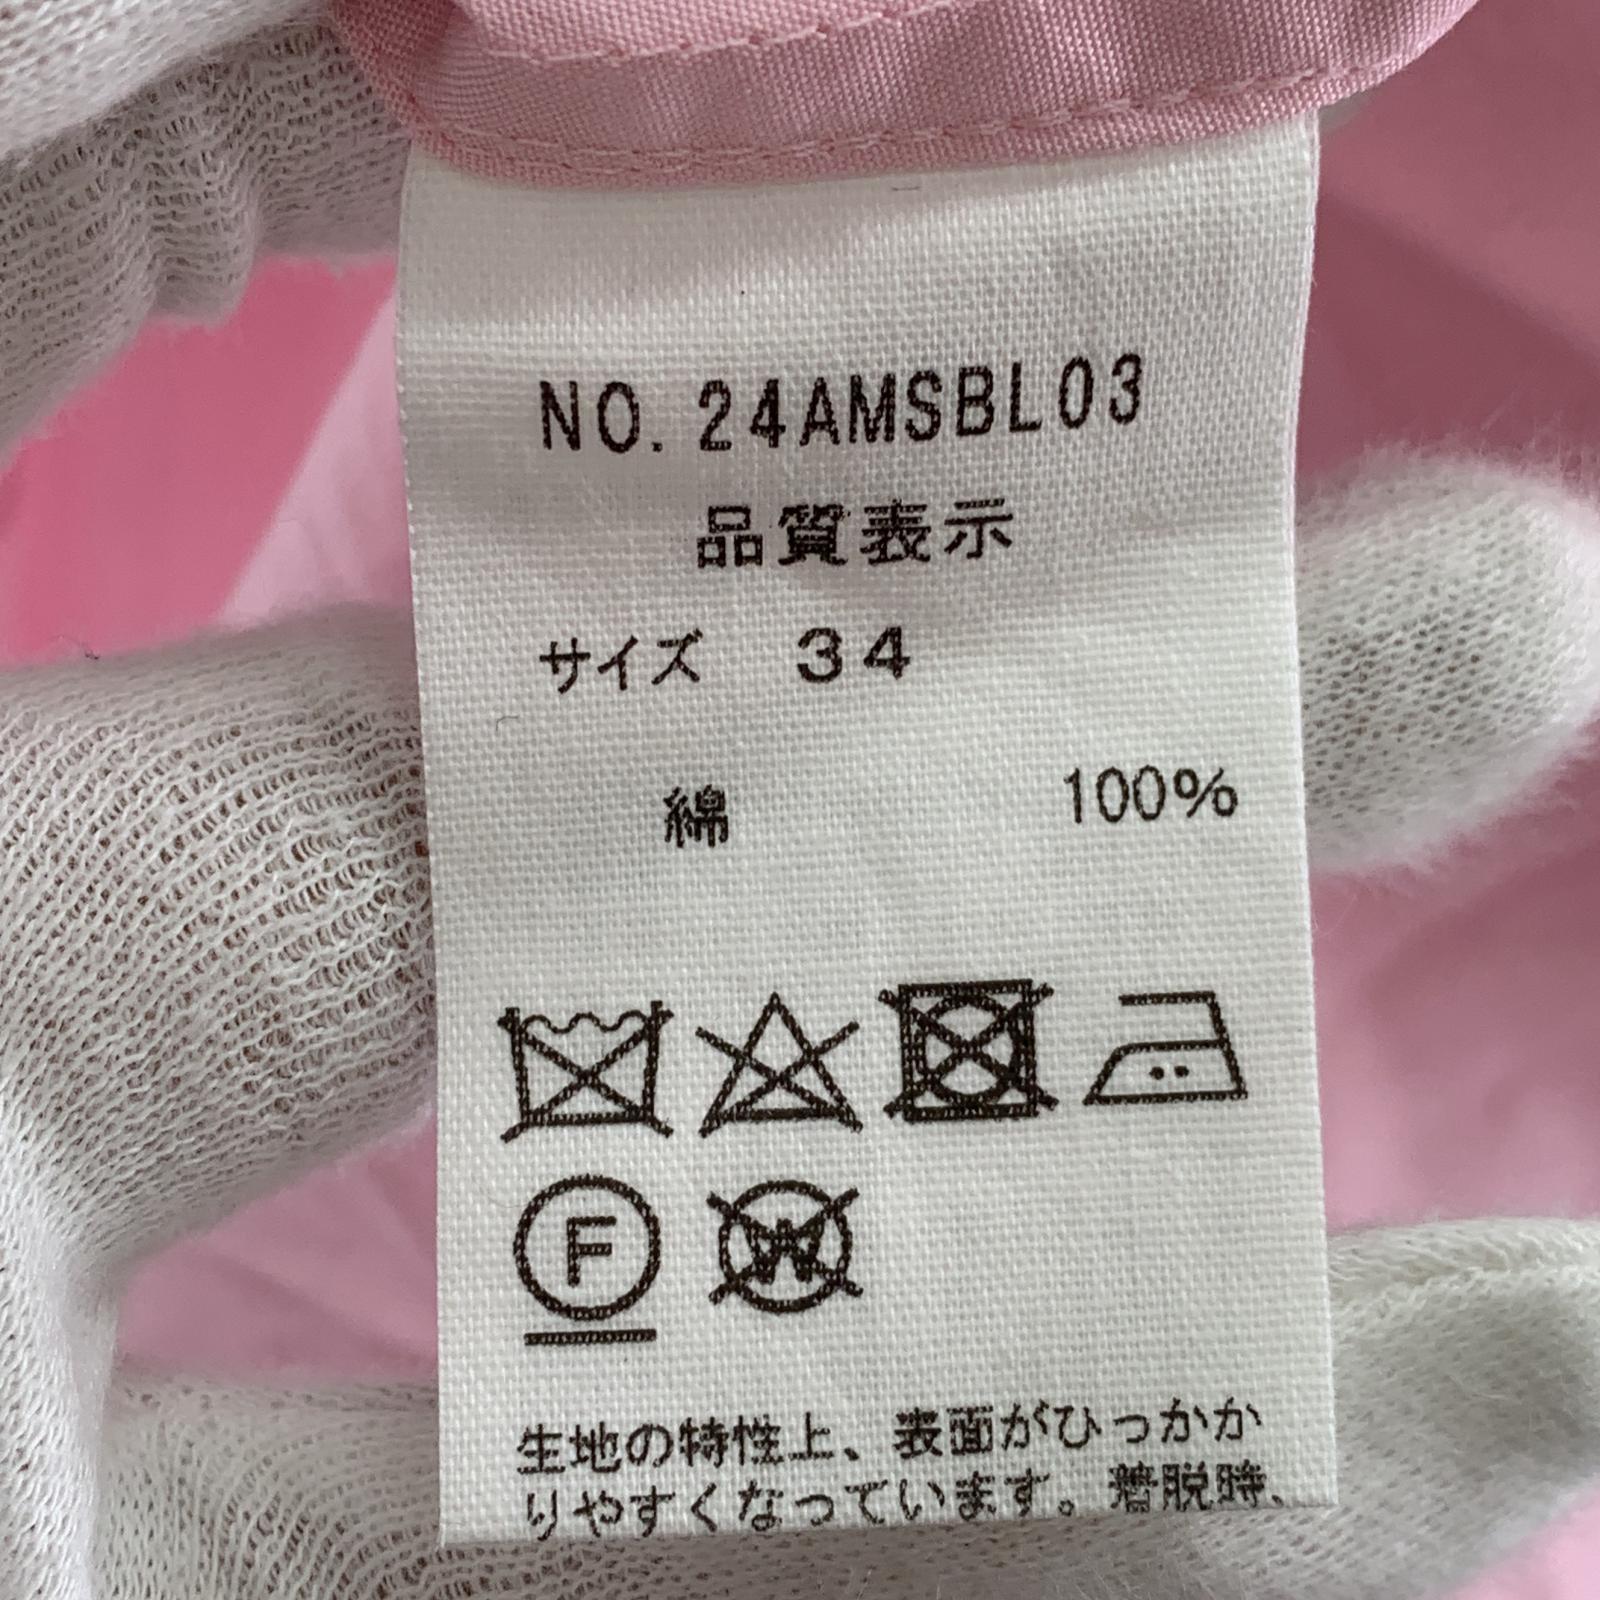 NO. 24AMSBL03
品質表示
サイズ 34
綿 100%
F
W
生地の特性上、表面がひっかか
りやすくなっています。着脱時、